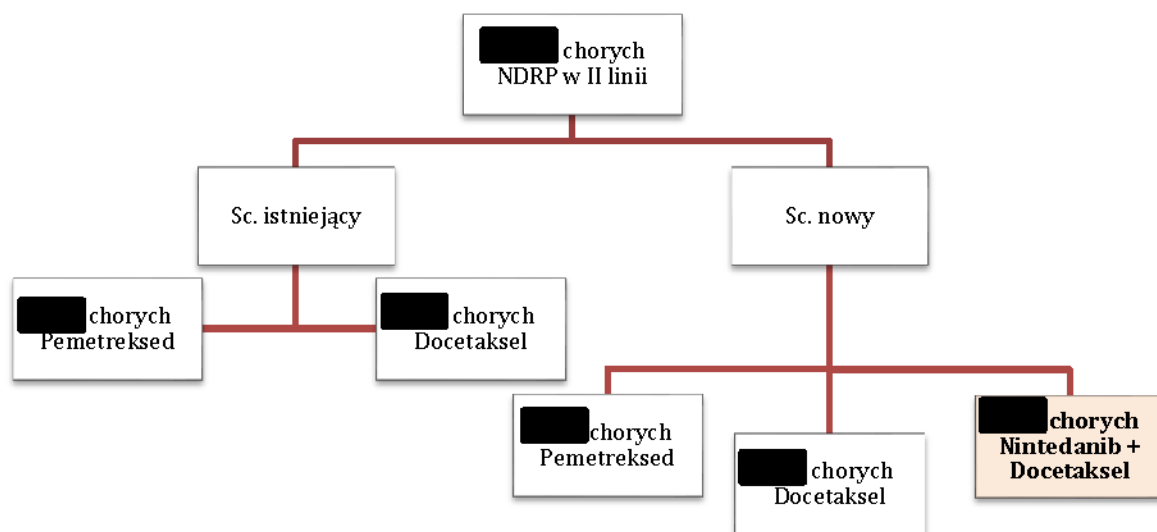 chorych
NDRP w II linii
Sc. istniejący
Sc. nowy
chorych
Pemetreksed
chorych
Docetaksel
chorych
Pemetreksed
chorych
Docetaksel
chorych
Nintedanib +
Docetaksel